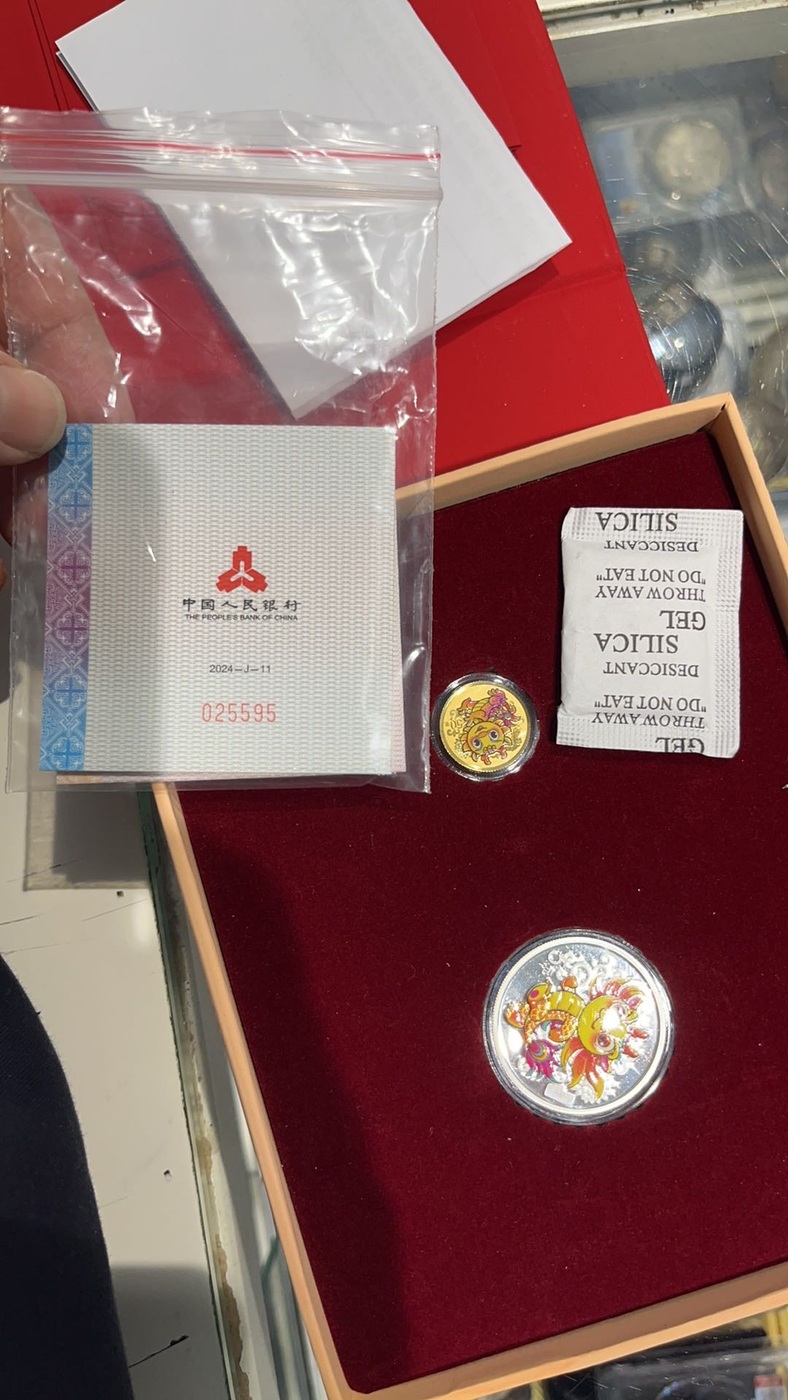 中国人民银行
THE PEOPLE'S BANK OF CHINA
2024-J-11
025595
GEL
THROW AWAY
"DO NOT EAT"
DESICCANT
SILICA
GEL
THROW AWAY
"DO NOT EAT"
DESICCANT
SILICA